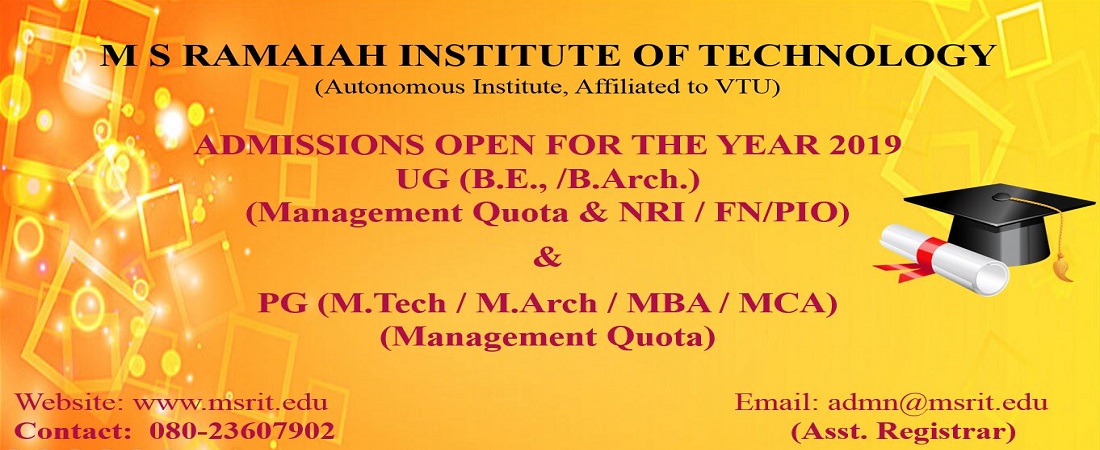 M S RAMAIAH INSTITUTE OF TECHNOLOGY
(Autonomous Institute, Affiliated to VTU)
ADMISSIONS OPEN FOR THE YEAR 2019
UG (B.E., /B.Arch.)
(Management Quota & NRI / FN/PIO)
&
PG (M.Tech / M.Arch / MBA / MCA)
(Management Quota)
Website: www.msrit.edu
Contact: 080-23607902
Email: admn@msrit.edu
(Asst. Registrar)